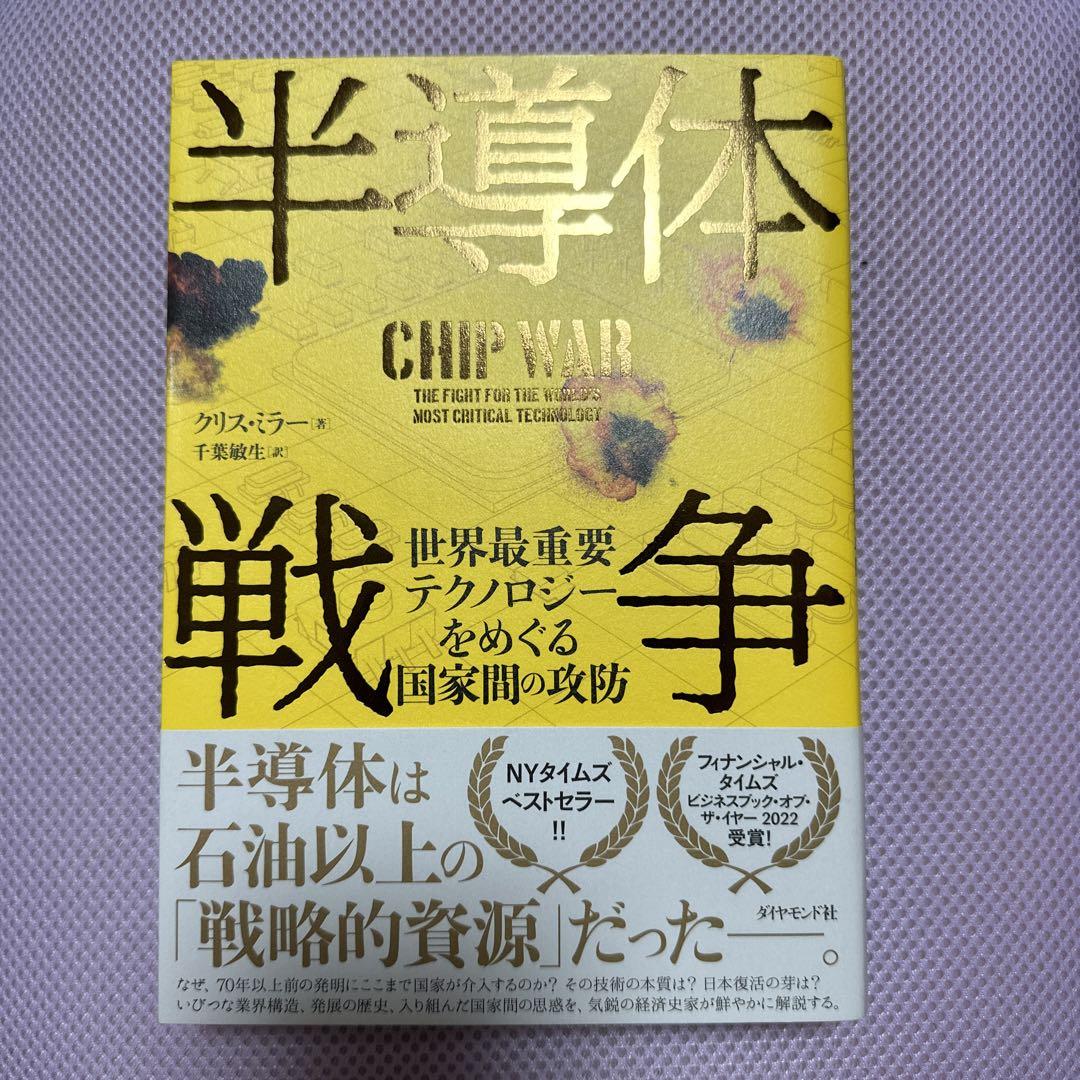 半導体
CHIP WAR
THE FIGHT FOR THE WORLD'S
MOST CRITICAL TECHNOLOGY
クリス・ミラー[著]
千葉敏生[訳]
戦争
世界最重要
テクノロジー
をめぐる
国家間の攻防
半導体は
石油以上の
「戦略的資源」だった――。
NYタイムズ
ベストセラー
!!
フィナンシャル・
タイムズ
ビジネスブック・オブ・
ザ・イヤー 2022
受賞!
ダイヤモンド社
なぜ、70年以上前の発明にここまで国家が介入するのか? その技術の本質は? 日本復活の芽は?
いびつな業界構造、発展の歴史、入り組んだ国家間の思惑を、気鋭の経済史家が鮮やかに解説する。